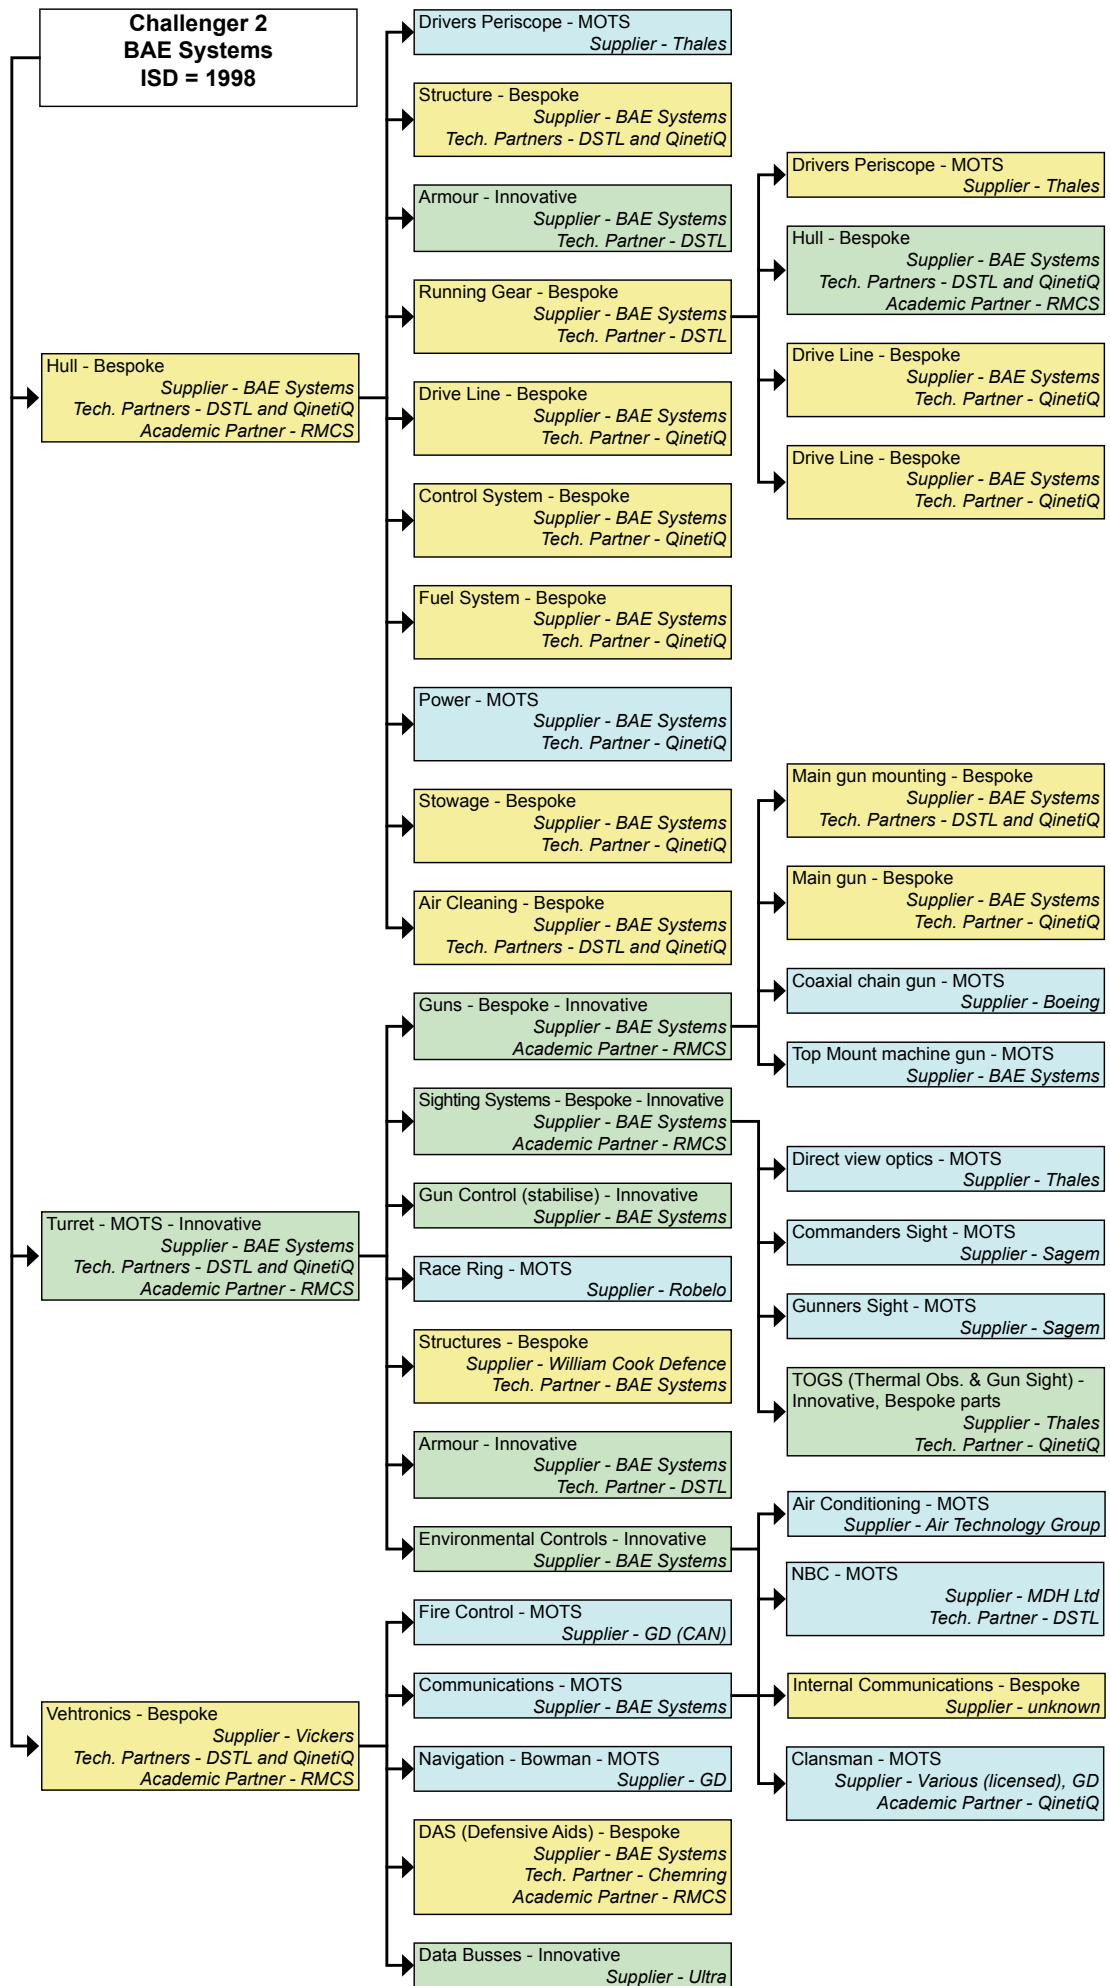 Challenger 2
BAE Systems
ISD = 1998
Hull - Bespoke
Supplier - BAE Systems
Tech. Partners - DSTL and QinetiQ
Academic Partner - RMCS
Turret - MOTS - Innovative
Supplier - BAE Systems
Tech. Partners - DSTL and QinetiQ
Academic Partner - RMCS
Vehtronics - Bespoke
Supplier - Vickers
Tech. Partners - DSTL and QinetiQ
Academic Partner - RMCS
Drivers Periscope - MOTS
Supplier - Thales
Structure - Bespoke
Supplier - BAE Systems
Tech. Partners - DSTL and QinetiQ
Armour - Innovative
Supplier - BAE Systems
Tech. Partner - DSTL
Running Gear - Bespoke
Supplier - BAE Systems
Tech. Partner - DSTL
Drive Line - Bespoke
Supplier - BAE Systems
Tech. Partner - QinetiQ
Control System - Bespoke
Supplier - BAE Systems
Tech. Partner - QinetiQ
Fuel System - Bespoke
Supplier - BAE Systems
Tech. Partner - QinetiQ
Power - MOTS
Supplier - BAE Systems
Tech. Partner - QinetiQ
Stowage - Bespoke
Supplier - BAE Systems
Tech. Partner - QinetiQ
Air Cleaning - Bespoke
Supplier - BAE Systems
Tech. Partners - DSTL and QinetiQ
Guns - Bespoke - Innovative
Supplier - BAE Systems
Academic Partner - RMCS
Sighting Systems - Bespoke - Innovative
Supplier - BAE Systems
Academic Partner - RMCS
Gun Control (stabilise) - Innovative
Supplier - BAE Systems
Race Ring - MOTS
Supplier - Robelo
Structures - Bespoke
Supplier - William Cook Defence
Tech. Partner - BAE Systems
Armour - Innovative
Supplier - BAE Systems
Tech. Partner - DSTL
Environmental Controls - Innovative
Supplier - BAE Systems
Fire Control - MOTS
Supplier - GD (CAN)
Communications - MOTS
Supplier - BAE Systems
Navigation - Bowman - MOTS
Supplier - GD
DAS (Defensive Aids) - Bespoke
Supplier - BAE Systems
Tech. Partner - Chemring
Academic Partner - RMCS
Data Busses - Innovative
Supplier - Ultra
Drivers Periscope - MOTS
Supplier - Thales
Hull - Bespoke
Supplier - BAE Systems
Tech. Partners - DSTL and QinetiQ
Academic Partner - RMCS
Drive Line - Bespoke
Supplier - BAE Systems
Tech. Partner - QinetiQ
Drive Line - Bespoke
Supplier - BAE Systems
Tech. Partner - QinetiQ
Main gun mounting - Bespoke
Supplier - BAE Systems
Tech. Partners - DSTL and QinetiQ
Main gun - Bespoke
Supplier - BAE Systems
Tech. Partner - QinetiQ
Coaxial chain gun - MOTS
Supplier - Boeing
Top Mount machine gun - MOTS
Supplier - BAE Systems
Direct view optics - MOTS
Supplier - Thales
Commanders Sight - MOTS
Supplier - Sagem
Gunners Sight - MOTS
Supplier - Sagem
TOGS (Thermal Obs. & Gun Sight) -
Innovative, Bespoke parts
Supplier - Thales
Tech. Partner - QinetiQ
Air Conditioning - MOTS
Supplier - Air Technology Group
NBC - MOTS
Supplier - MDH Ltd
Tech. Partner - DSTL
Internal Communications - Bespoke
Supplier - unknown
Clansman - MOTS
Supplier - Various (licensed), GD
Academic Partner - QinetiQ